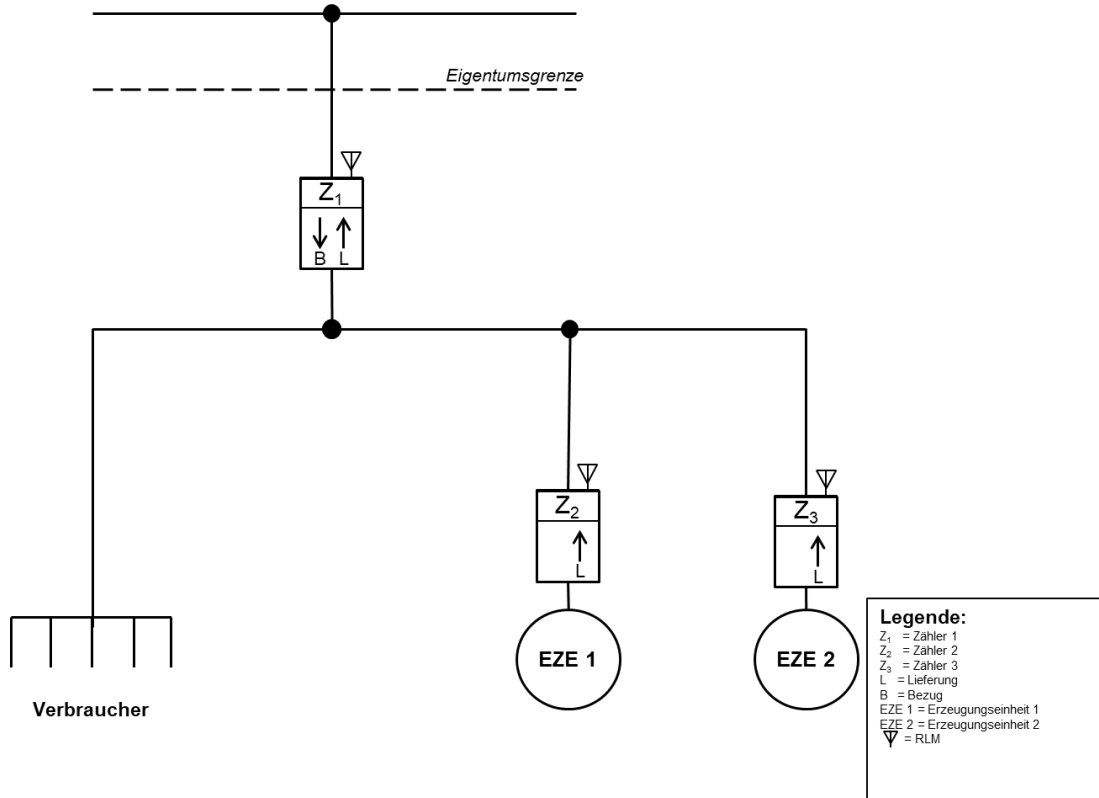 Eigentumsgrenze
Z₁
B L
Z₂
L
Z₃
L
EZE 1
EZE 2
Verbraucher
Legende:
Z₁ = Zähler 1
Z₂ = Zähler 2
Z₃ = Zähler 3
L = Lieferung
B = Bezug
EZE 1 = Erzeugungseinheit 1
EZE 2 = Erzeugungseinheit 2
= RLM